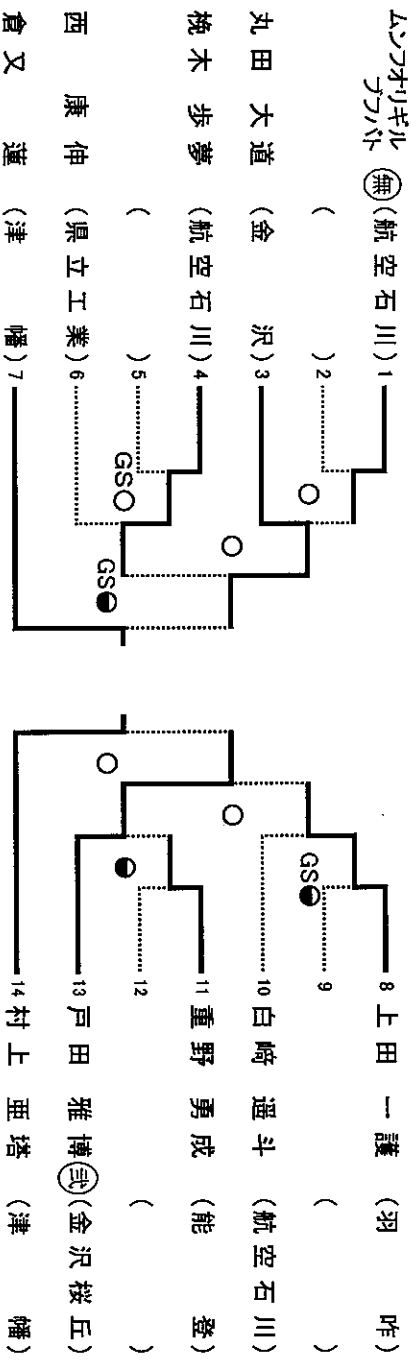 ムンフオリギル
ブフバト 無 (航空石川) 1
( ) 2
丸田大道 (金沢) 3
梚木歩夢 (航空石川) 4
( ) 5
西康伸 (県立工業) 6
倉又蓮 (津幡) 7
GS
GS
GS
8 上田一護 (羽咋)
9 ( )
10 白崎遥斗 (航空石川)
11 重野勇成 (能登)
12 ( )
13 戸田雅博 弐 (金沢桜丘)
14 村上亜塔 (津幡)